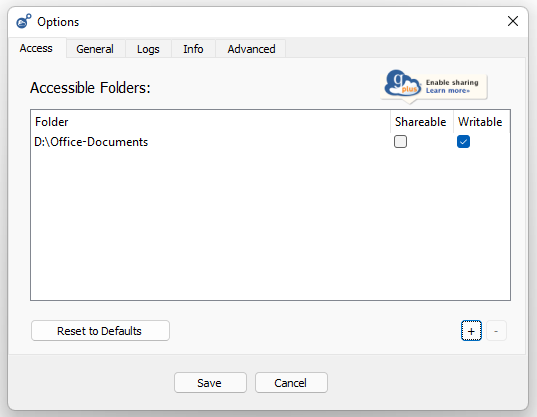 Options
Access General Logs Info Advanced
Accessible Folders:
g
plus
Enable sharing
Learn more»
Folder Shareable Writable
D:\Office-Documents
Reset to Defaults + -
Save Cancel